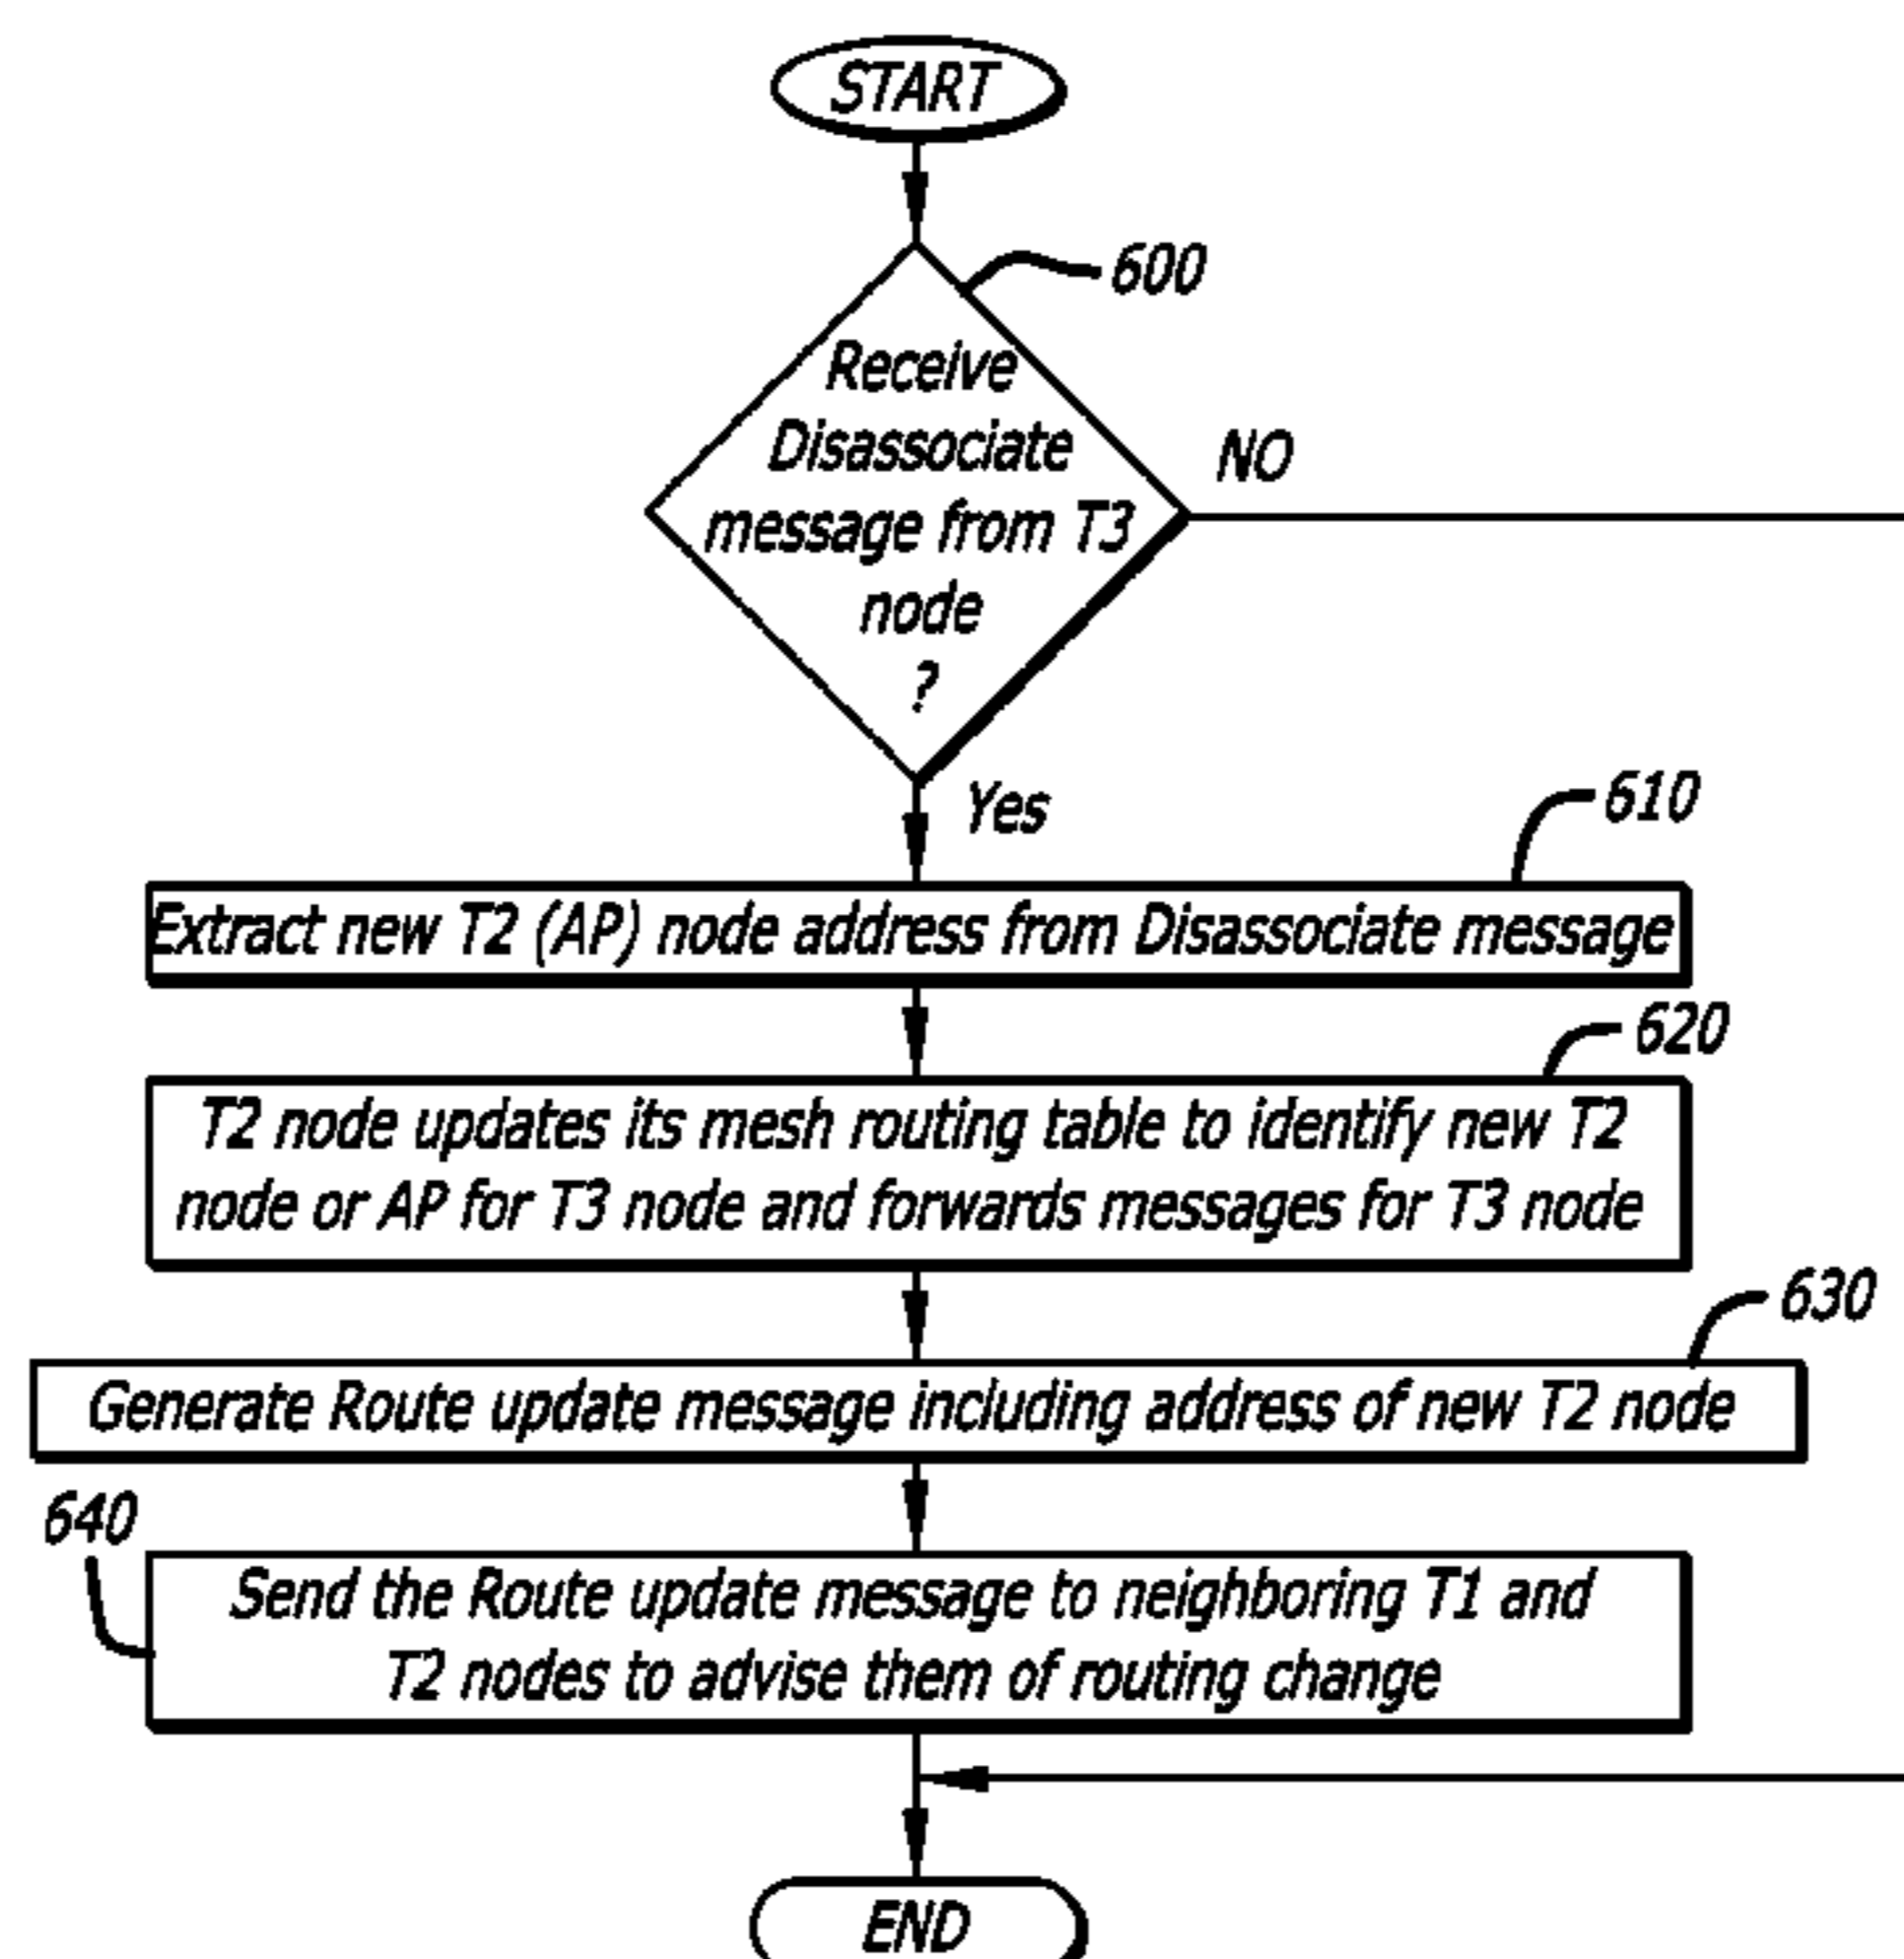 START
600
Receive
Disassociate
message from T3
node
?
NO
Yes
610
Extract new T2 (AP) node address from Disassociate message
620
T2 node updates its mesh routing table to identify new T2
node or AP for T3 node and forwards messages for T3 node
630
Generate Route update message including address of new T2 node
640
Send the Route update message to neighboring T1 and
T2 nodes to advise them of routing change
END